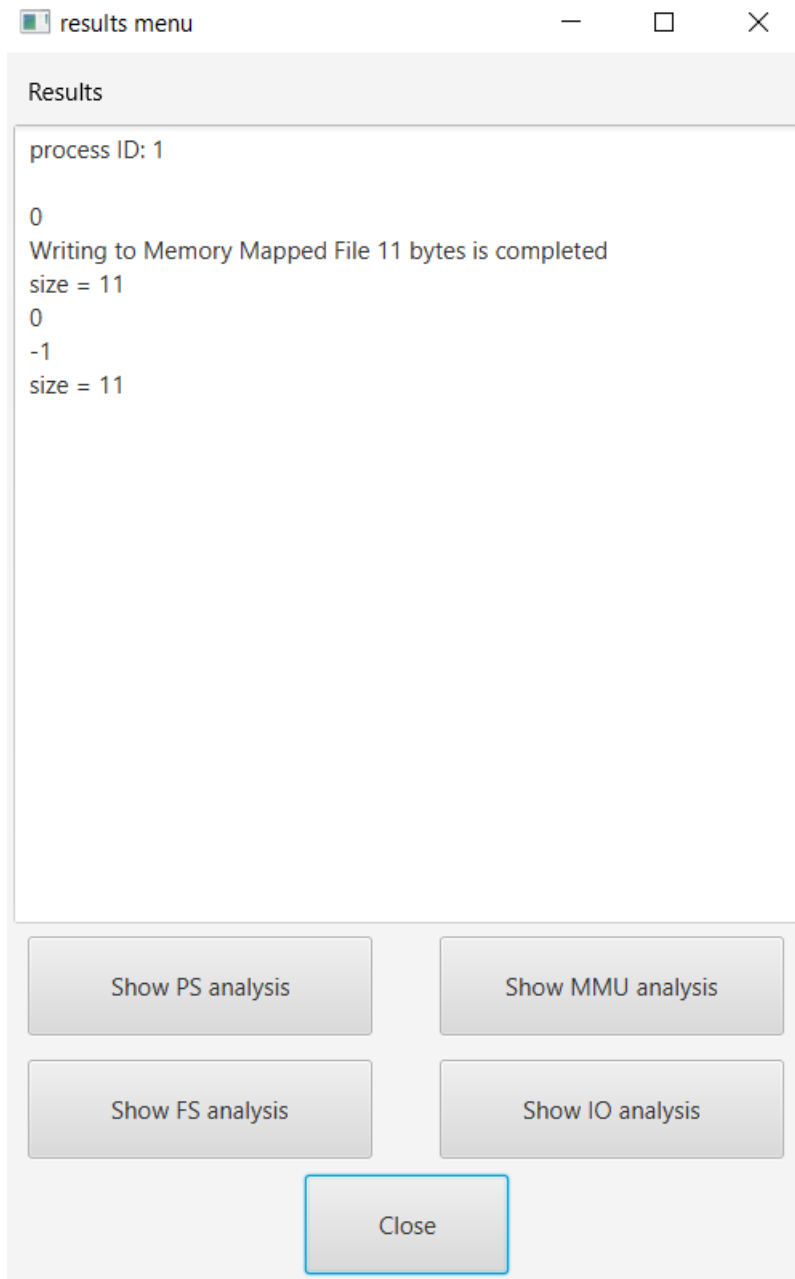 results menu
Results
process ID: 1
0
Writing to Memory Mapped File 11 bytes is completed
size = 11
0
-1
size = 11
Show PS analysis
Show MMU analysis
Show FS analysis
Show IO analysis
Close